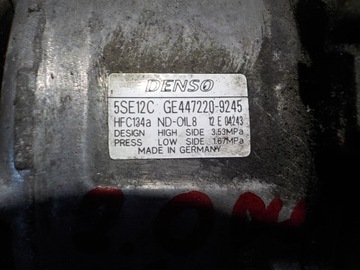 DENSO
5SE12C GE447220-9245
HFC134a ND-OIL8 12 E 04243
DESIGN HIGH SIDE 3.53MPa
PRESS LOW SIDE 1.67MPa
MADE IN GERMANY